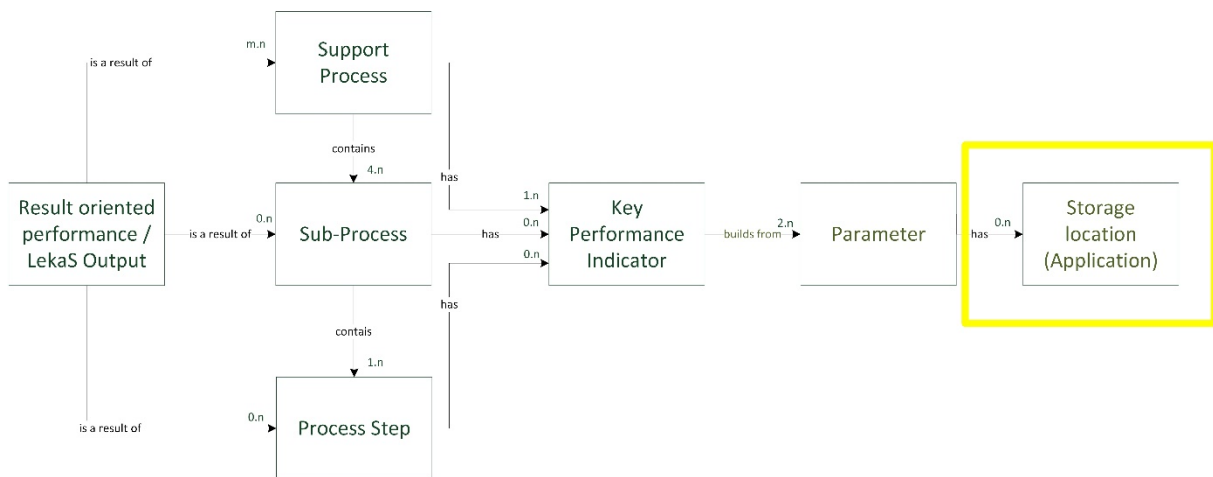 m.n
is a result of
Support
Process
contains
4.n
has
Result oriented
performance /
LekaS Output
is a result of
0.n
Sub-Process
has
1.n
0.n
0.n
Key
Performance
Indicator
builds from
2.n
Parameter
has
0.n
Storage
location
(Application)
has
contais
1.n
0.n
is a result of
Process Step